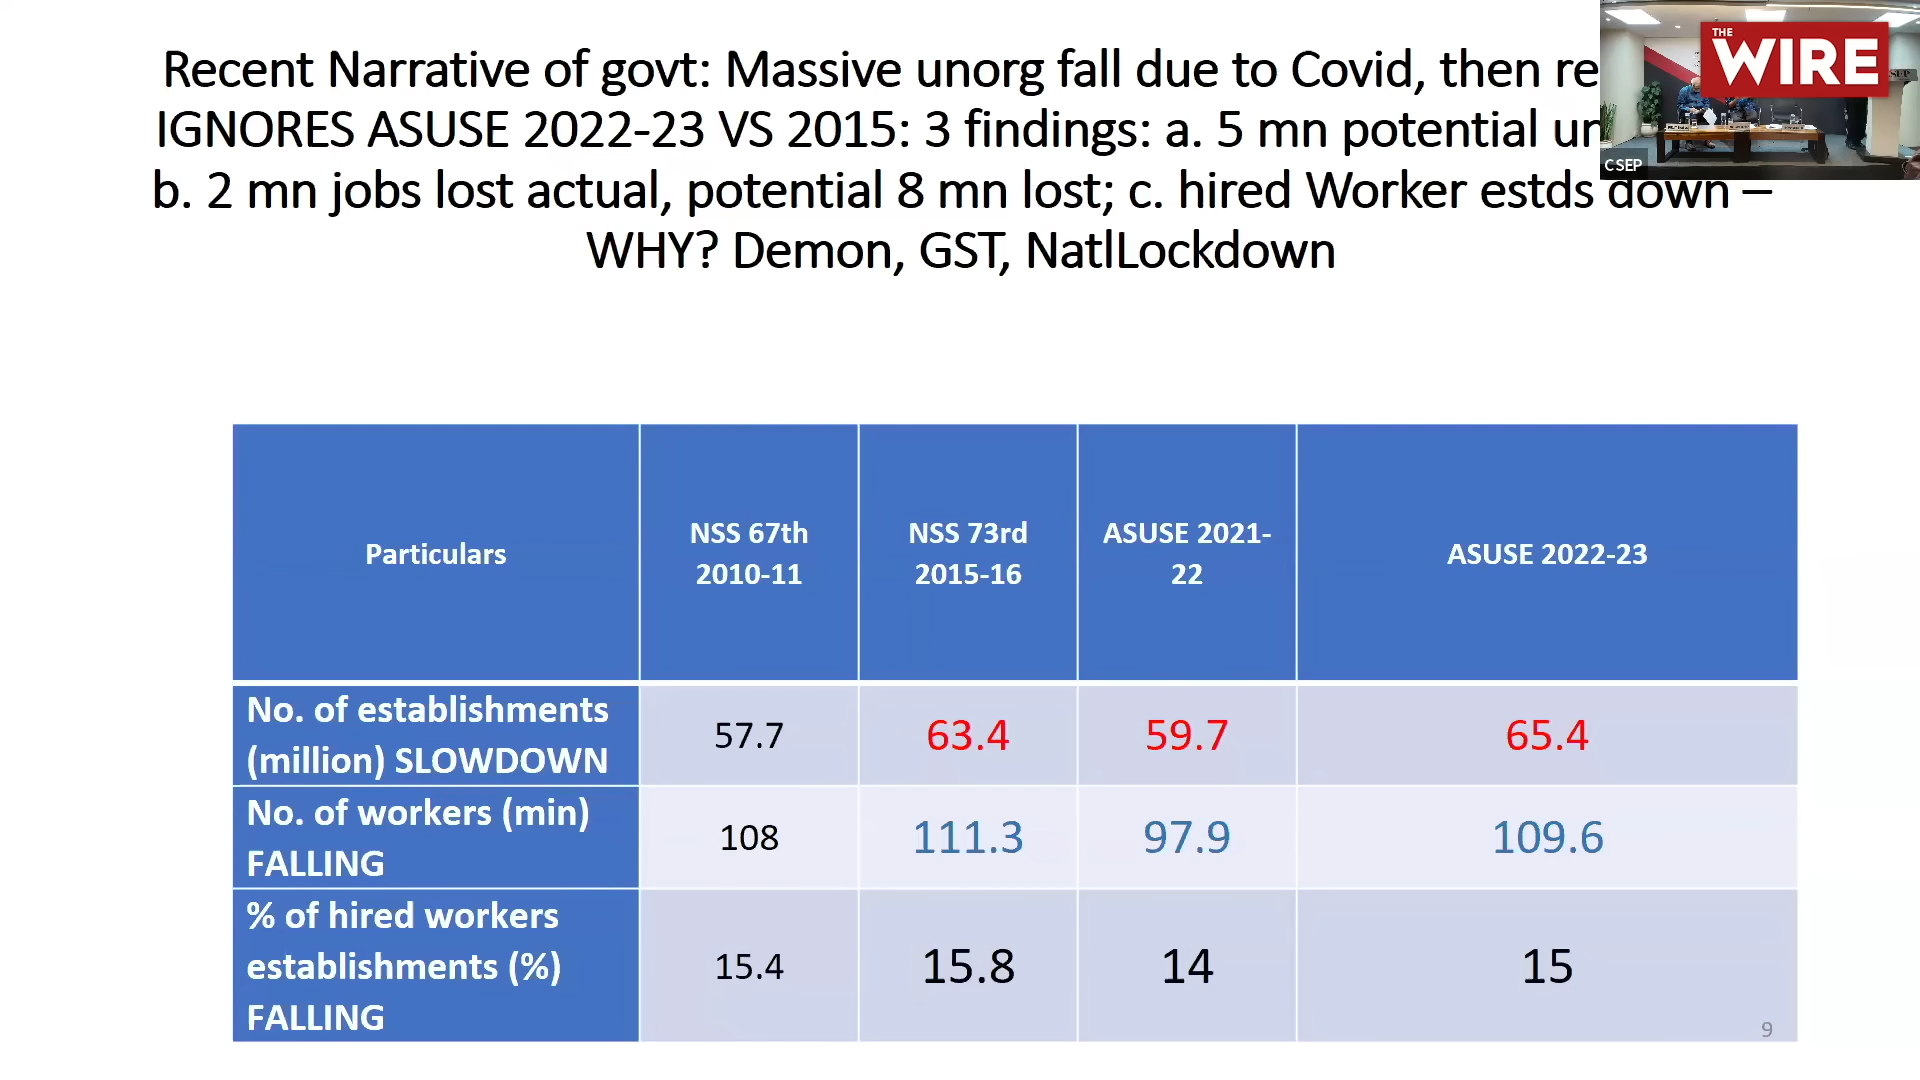 Recent Narrative of govt: Massive unorg fall due to Covid, then re
IGNORES ASUSE 2022-23 VS 2015: 3 findings: a. 5 mn potential un
b. 2 mn jobs lost actual, potential 8 mn lost; c. hired Worker estds down –
WHY? Demon, GST, NatlLockdown
THE
WIRE
CSEP
Particulars
NSS 67th
2010-11
NSS 73rd
2015-16
ASUSE 2021-
22
ASUSE 2022-23
No. of establishments
(million) SLOWDOWN
57.7
63.4
59.7
65.4
No. of workers (min)
FALLING
108
111.3
97.9
109.6
% of hired workers
establishments (%)
FALLING
15.4
15.8
14
15
9